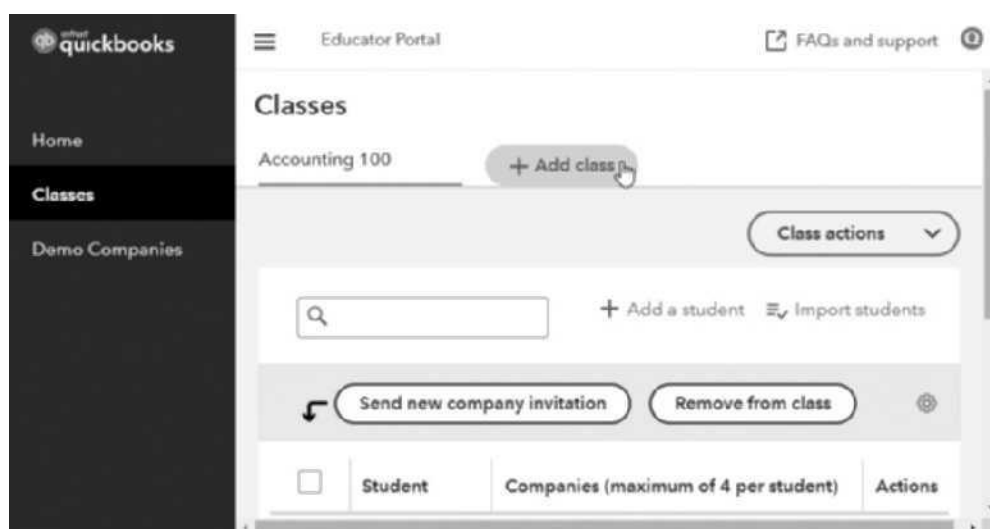 intuit quickbooks
Educator Portal
FAQs and support
Home
Classes
Demo Companies
Classes
Accounting 100
+ Add class
Class actions
+ Add a student
Import students
Send new company invitation
Remove from class
Student
Companies (maximum of 4 per student)
Actions